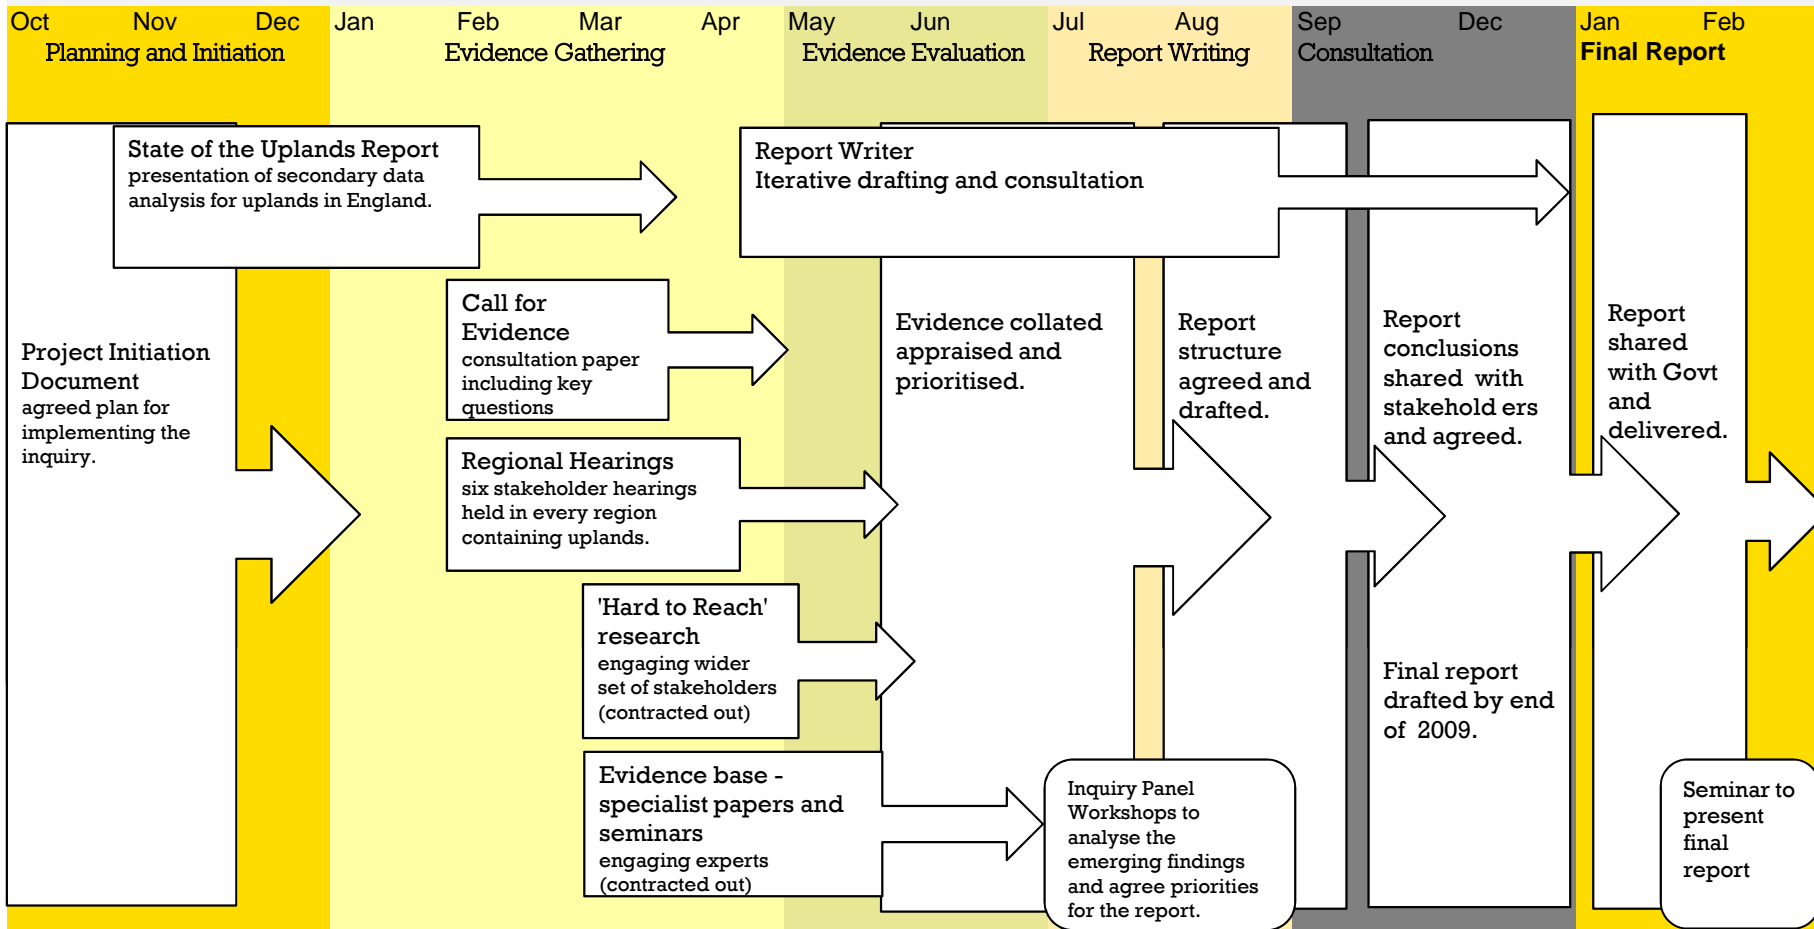 Oct Nov Dec Jan Feb Mar Apr May Jun Jul Aug Sep Dec Jan Feb
Planning and Initiation Evidence Gathering Evidence Evaluation Report Writing Consultation Final Report
State of the Uplands Report
presentation of secondary data
analysis for uplands in England.
Report Writer
Iterative drafting and consultation
Project Initiation
Document
agreed plan for
implementing the
inquiry.
Call for
Evidence
consultation paper
including key
questions
Regional Hearings
six stakeholder hearings
held in every region
containing uplands.
'Hard to Reach'
research
engaging wider
set of stakeholders
(contracted out)
Evidence base -
specialist papers and
seminars
engaging experts
(contracted out)
Evidence collated
appraised and
prioritised.
Inquiry Panel
Workshops to
analyse the
emerging findings
and agree priorities
for the report.
Report
structure
agreed and
drafted.
Report
conclusions
shared with
stakehold ers
and agreed.
Final report
drafted by end
of 2009.
Report
shared
with Govt
and
delivered.
Seminar to
present
final
report